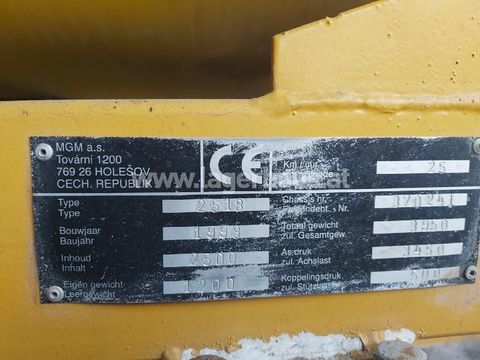 MGM a.s.
Tovární 1200
769 26 HOLEŠOV
CECH. REPUBLIK
CE
Km / uur 25
Chassis nr. 370241
Type 2518
Type
Totaal gewicht 3950
zul. Gesamtgew.
Bouwjaar 1998
Baujahr
As.druk 3450
zul. Achslast
Inhoud 2500
Inhalt
Koppelingsdruk 500
zul. Stützlast
Eigen gewicht 1200
Leergewicht